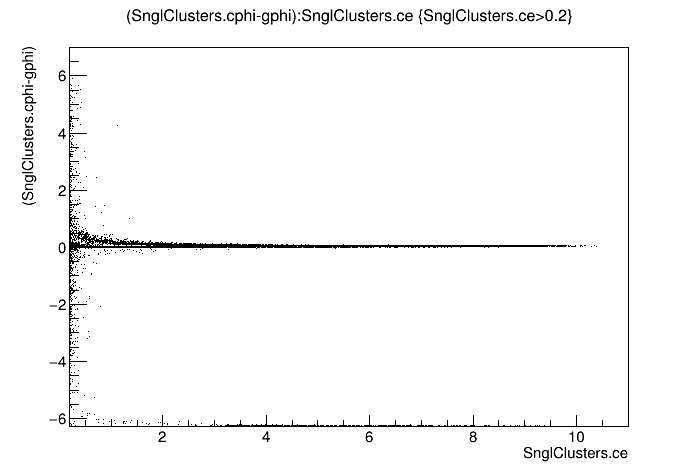 (SnglClusters.cphi-gphi):SnglClusters.ce {SnglClusters.ce>0.2}
(SnglClusters.cphi-gphi)
6
4
2
0
−2
−4
−6
2 4 6 8 10
SnglClusters.ce